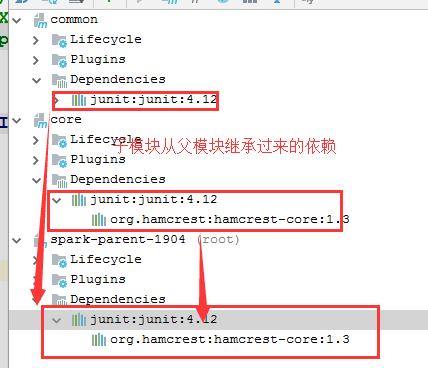 X
common
p
Lifecycle
Plugins
Dependencies
junit:junit:4.12
I
core
Lifecycle
子模块从父模块继承过来的依赖
Plugins
Dependencies
junit:junit:4.12
org.hamcrest:hamcrest-core:1.3
spark-parent-1904 (root)
Lifecycle
Plugins
Dependencies
junit:junit:4.12
org.hamcrest:hamcrest-core:1.3